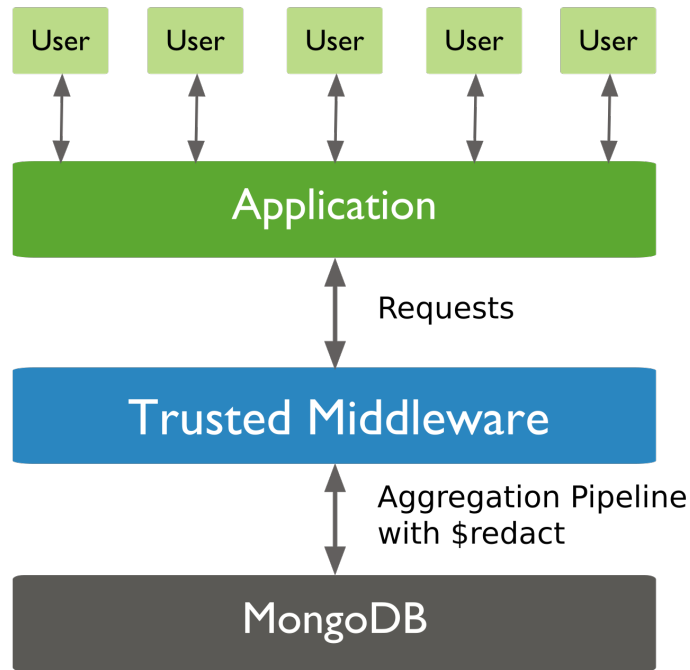 User
User
User
User
User
Application
Requests
Trusted Middleware
Aggregation Pipeline
with $redact
MongoDB